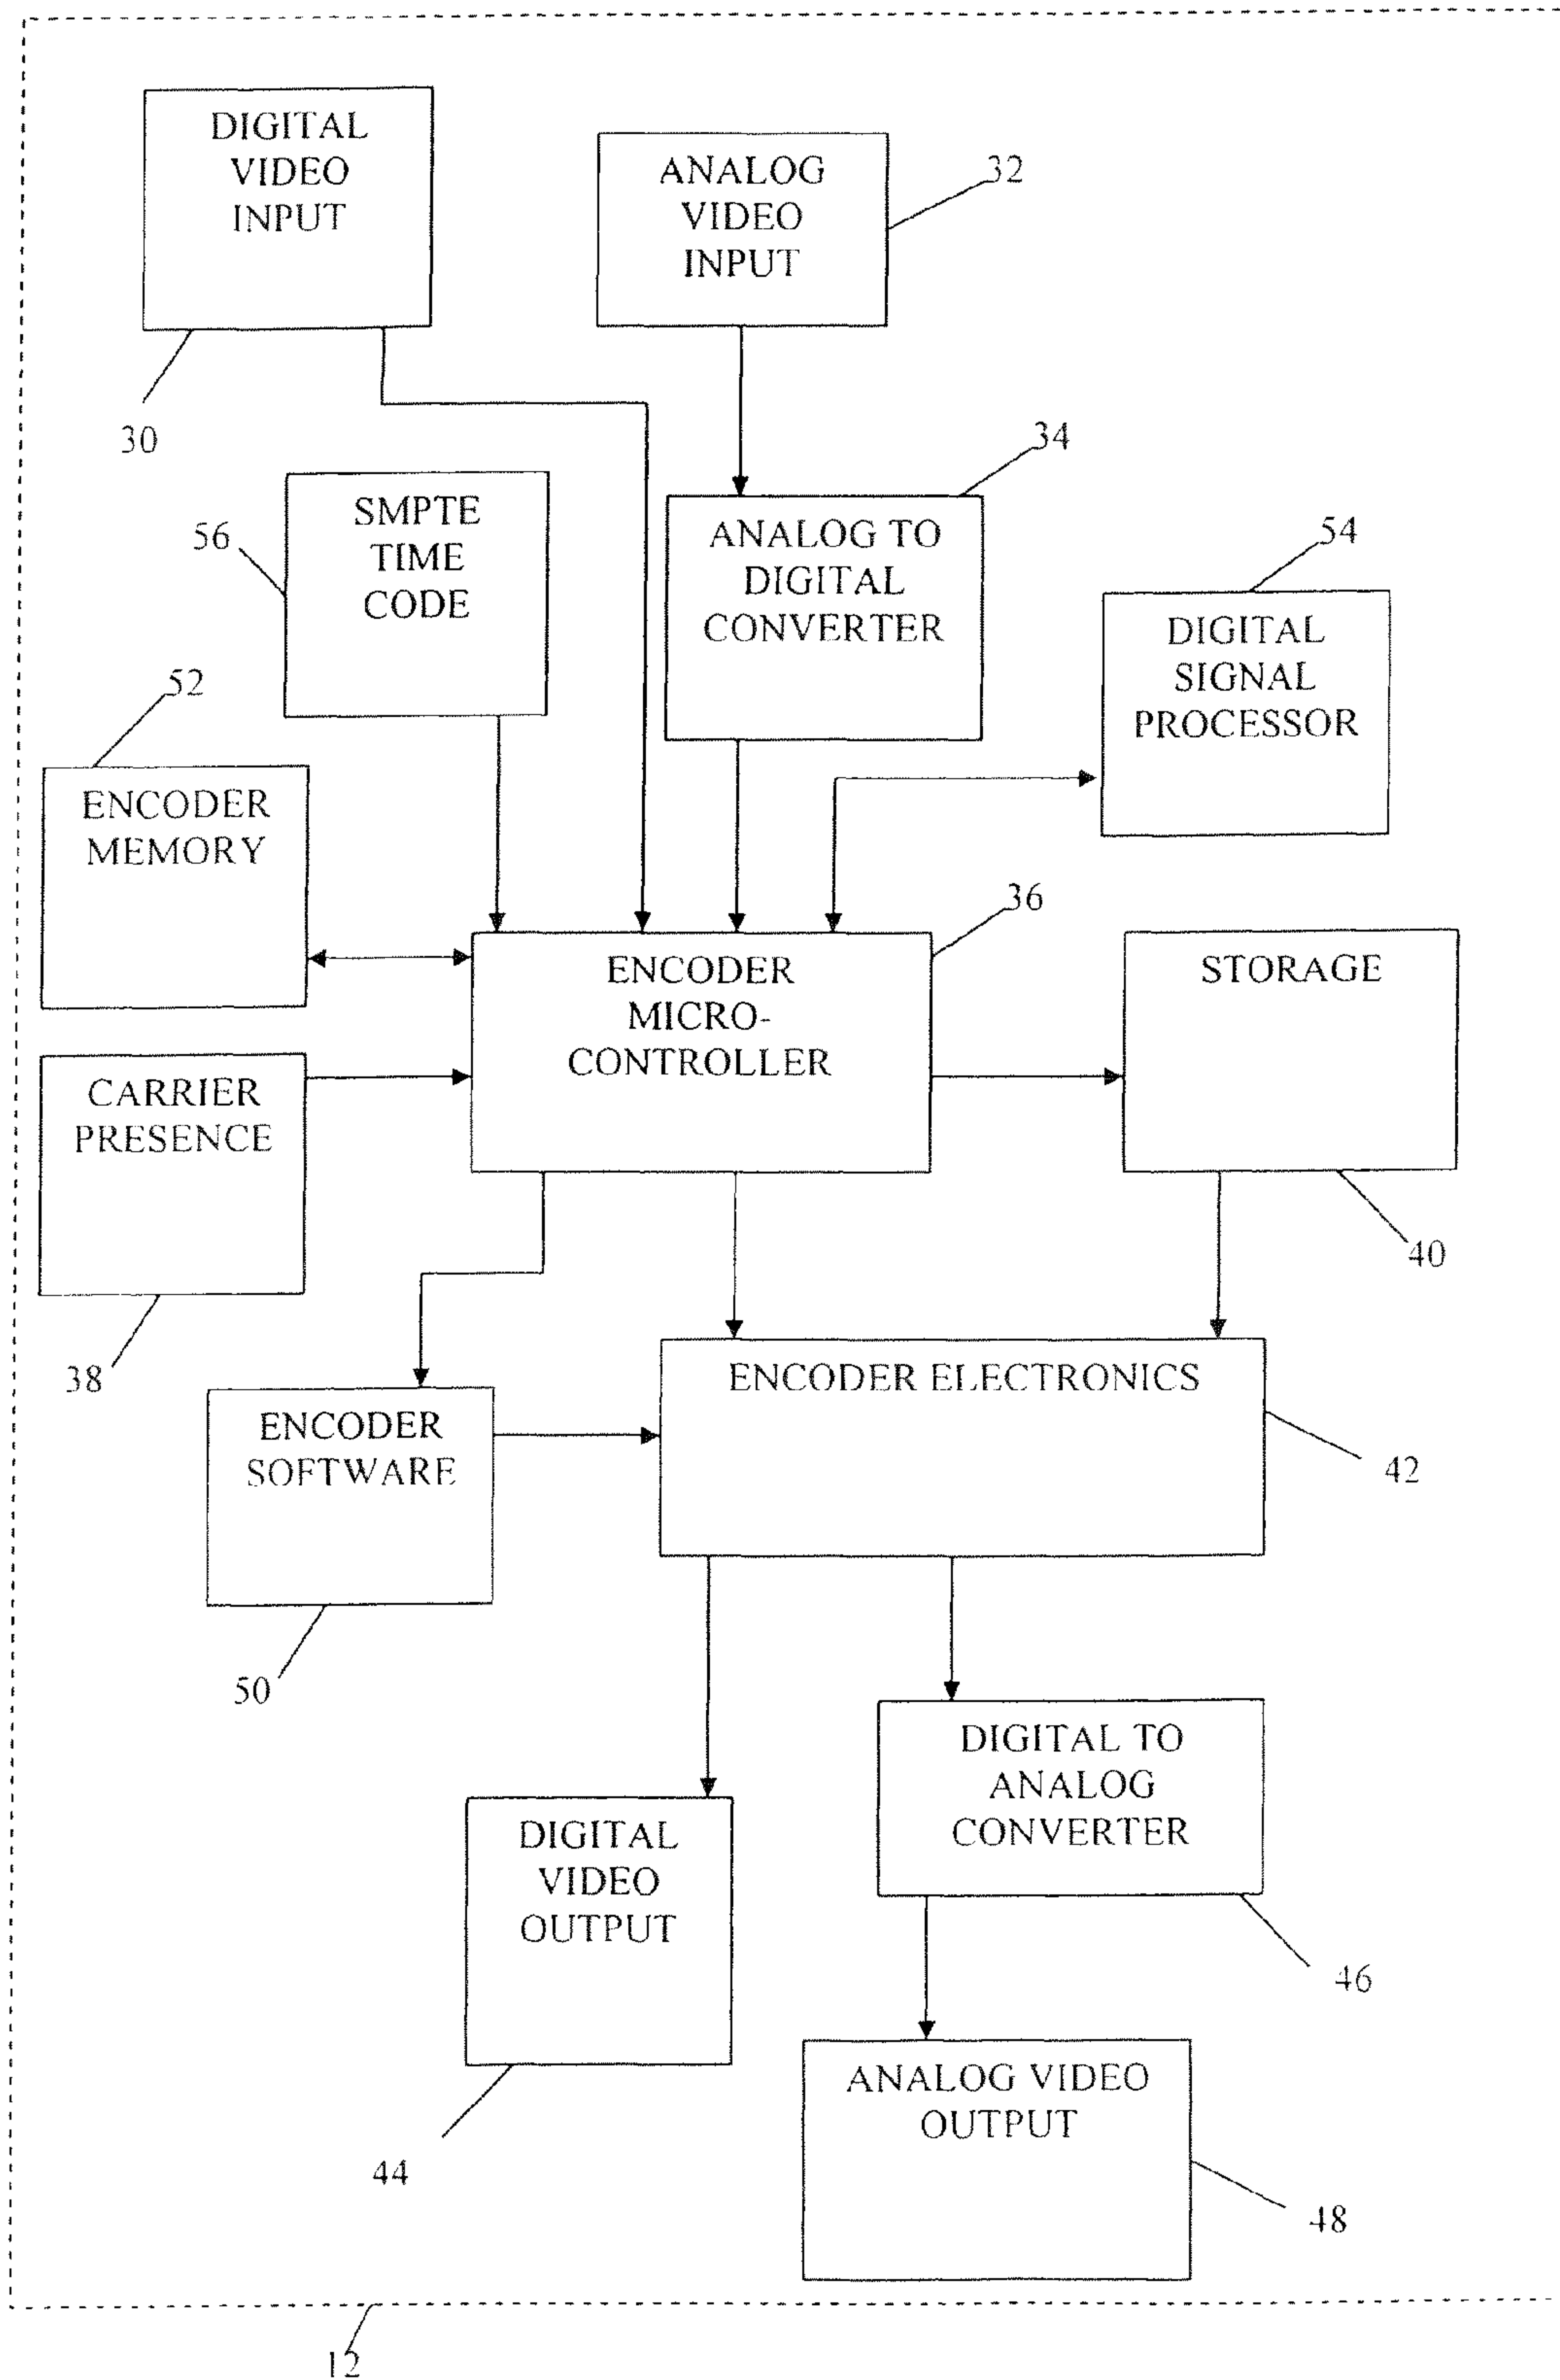 DIGITAL
VIDEO
INPUT
30
ANALOG
VIDEO
INPUT
32
SMPTE
TIME
CODE
56
ANALOG TO
DIGITAL
CONVERTER
34
DIGITAL
SIGNAL
PROCESSOR
54
ENCODER
MEMORY
52
ENCODER
MICRO-
CONTROLLER
36
STORAGE
40
CARRIER
PRESENCE
38
ENCODER ELECTRONICS
42
ENCODER
SOFTWARE
50
DIGITAL TO
ANALOG
CONVERTER
46
DIGITAL
VIDEO
OUTPUT
44
ANALOG VIDEO
OUTPUT
48
12